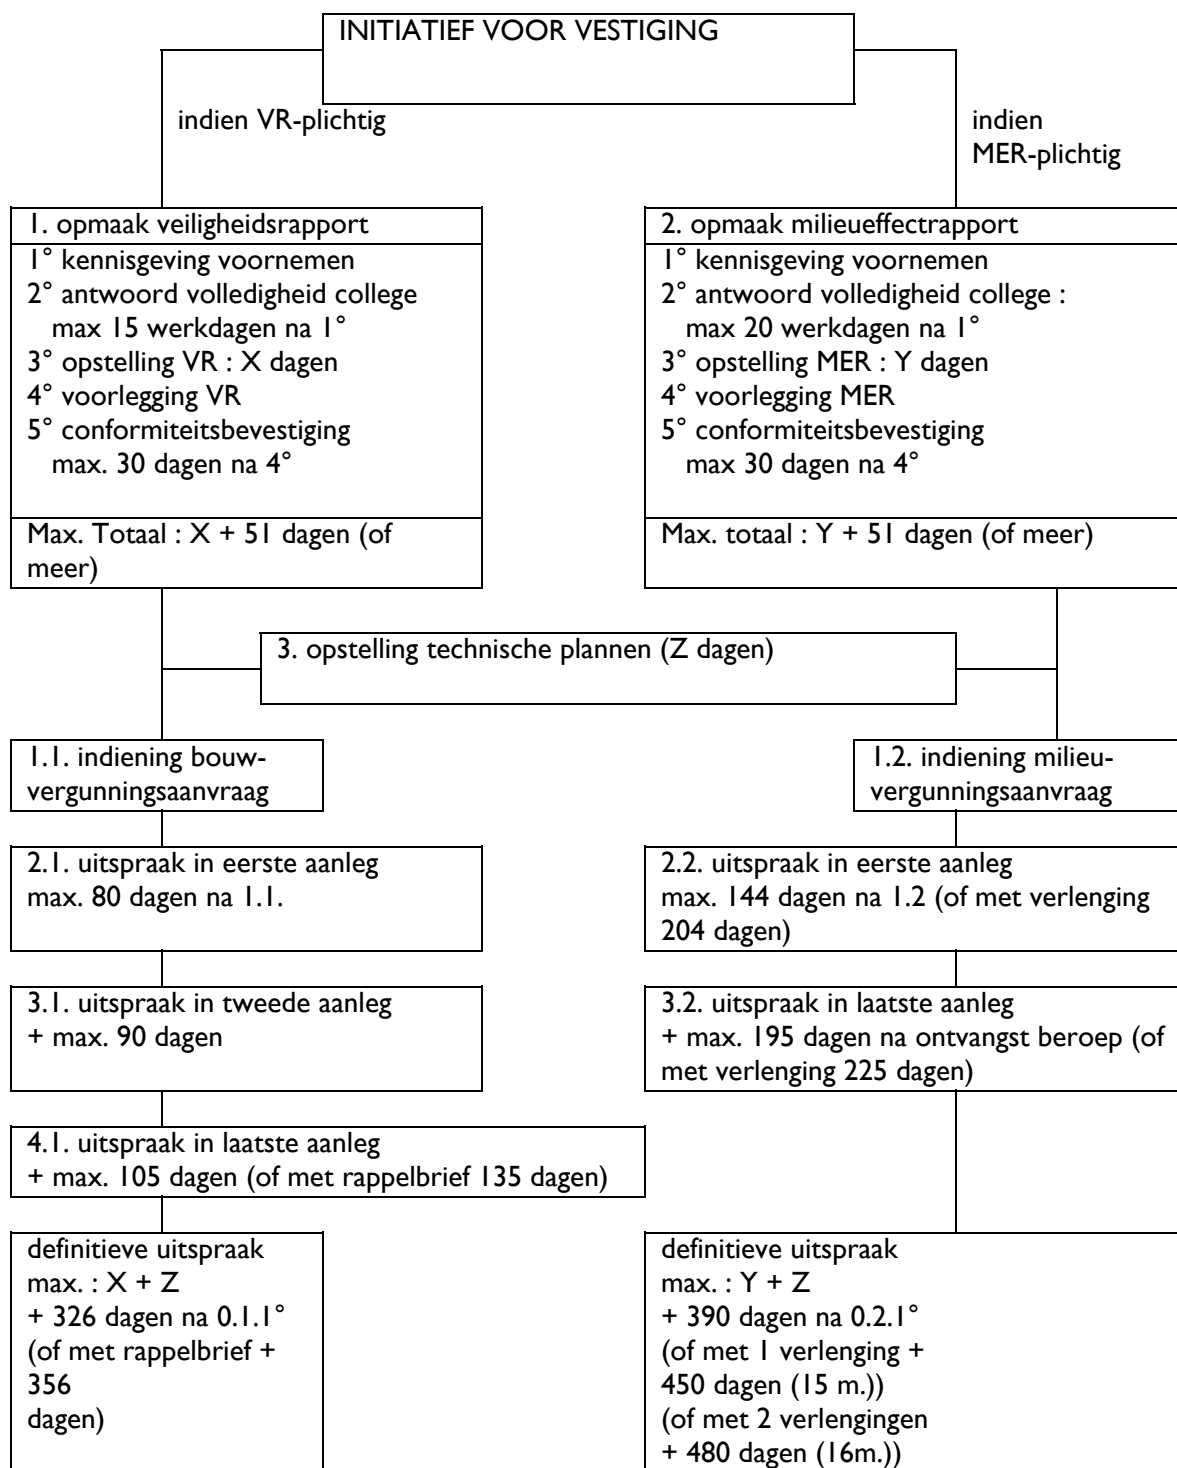 INITIATIEF VOOR VESTIGING
indien VR-plichtig
indien
MER-plichtig
1. opmaak veiligheidsrapport
1° kennisgeving voornemen
2° antwoord volledigheid college
max 15 werkdagen na 1°
3° opstelling VR : X dagen
4° voorlegging VR
5° conformiteitsbevestiging
max. 30 dagen na 4°
Max. Totaal : X + 51 dagen (of
meer)
2. opmaak milieueffectrapport
1° kennisgeving voornemen
2° antwoord volledigheid college :
max 20 werkdagen na 1°
3° opstelling MER : Y dagen
4° voorlegging MER
5° conformiteitsbevestiging
max 30 dagen na 4°
Max. totaal : Y + 51 dagen (of meer)
3. opstelling technische plannen (Z dagen)
1.1. indiening bouw-
vergunningsaanvraag
1.2. indiening milieu-
vergunningsaanvraag
2.1. uitspraak in eerste aanleg
max. 80 dagen na 1.1.
2.2. uitspraak in eerste aanleg
max. 144 dagen na 1.2 (of met verlenging
204 dagen)
3.1. uitspraak in tweede aanleg
+ max. 90 dagen
3.2. uitspraak in laatste aanleg
+ max. 195 dagen na ontvangst beroep (of
met verlenging 225 dagen)
4.1. uitspraak in laatste aanleg
+ max. 105 dagen (of met rappelbrief 135 dagen)
definitieve uitspraak
max. : X + Z
+ 326 dagen na 0.1.1°
(of met rappelbrief +
356
dagen)
definitieve uitspraak
max. : Y + Z
+ 390 dagen na 0.2.1°
(of met 1 verlenging +
450 dagen (15 m.))
(of met 2 verlengingen
+ 480 dagen (16m.))